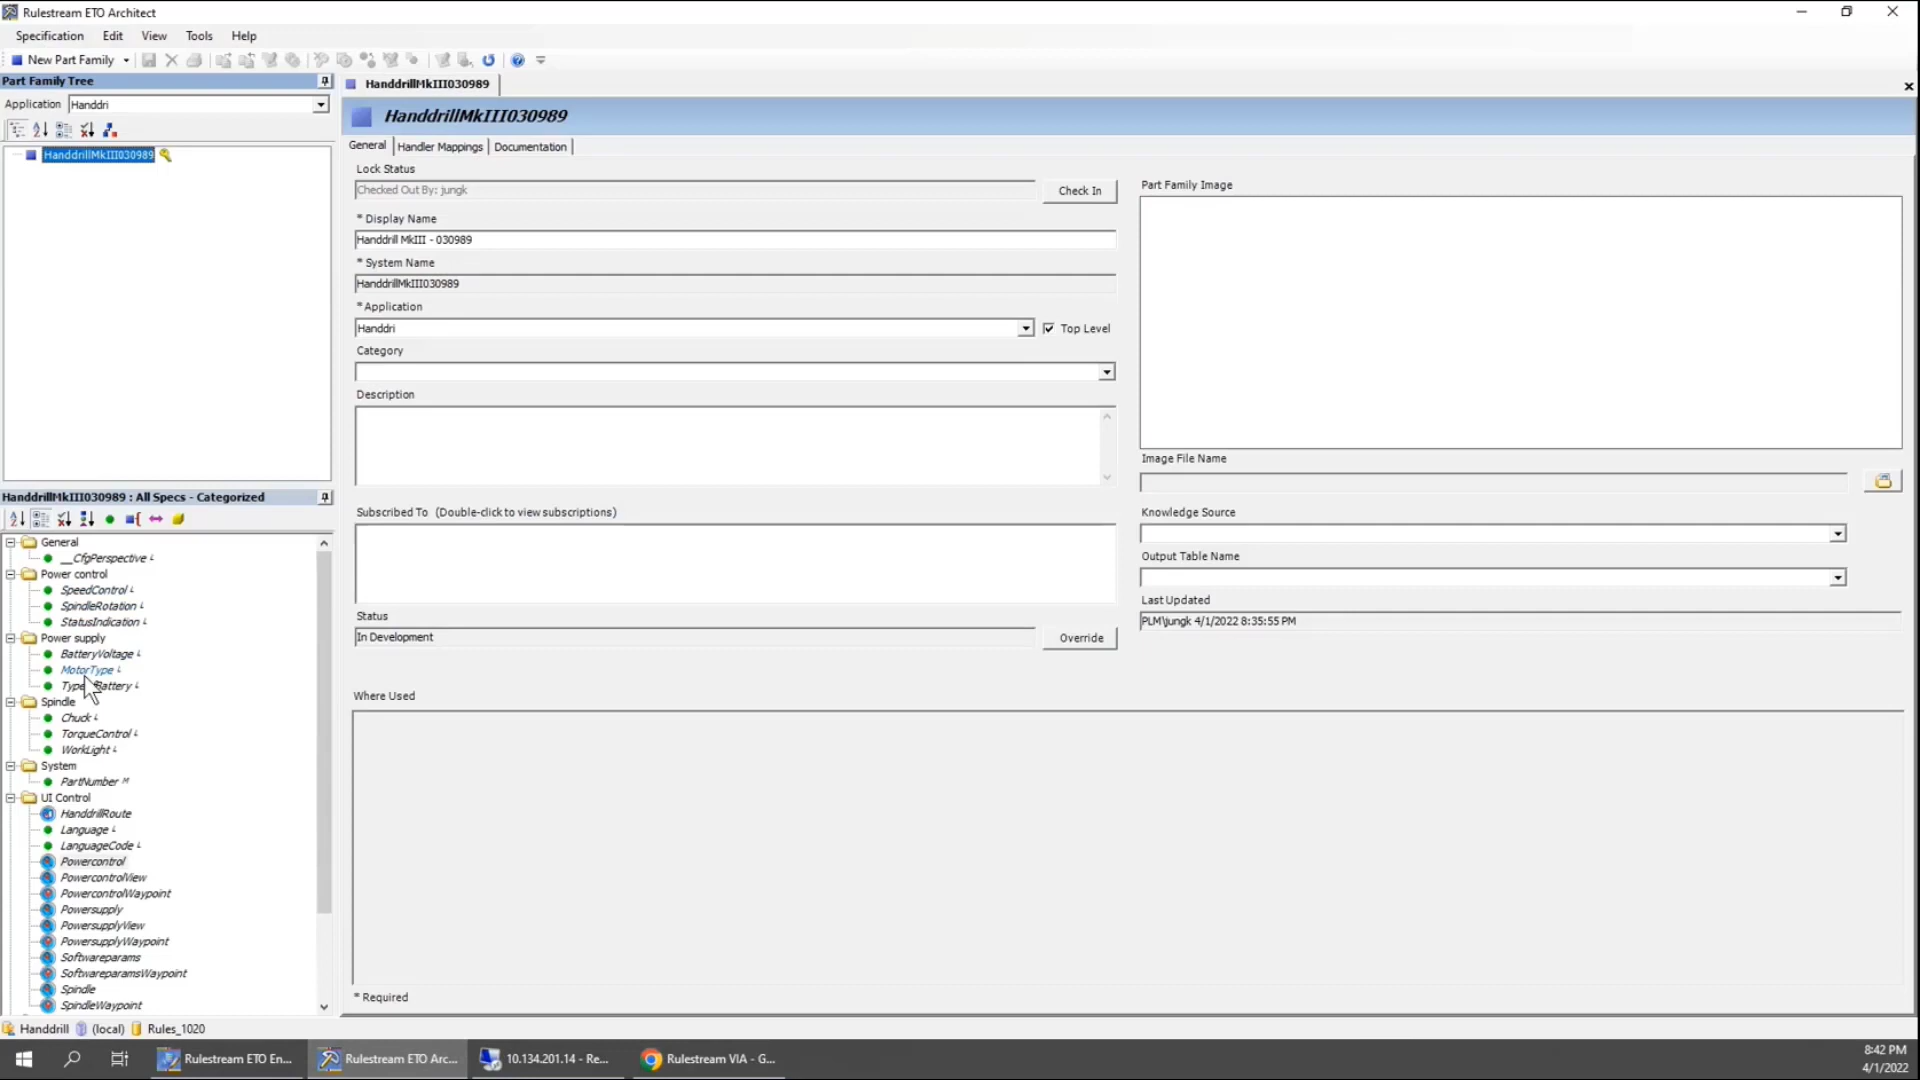 Rulestream ETO Architect
Specification Edit View Tools Help
New Part Family
Part Family Tree
Application Handdri
HanddrillMkIII030989
HanddrillMkIII030989 : All Specs - Categorized
General
__CfgPerspective L
Power control
SpeedControl L
SpindleRotation L
StatusIndication L
Power supply
BatteryVoltage L
MotorType L
Battery L
Spindle
Chuck L
TorqueControl L
WorkLight L
System
PartNumber M
UI Control
HanddrillRoute
Language L
LanguageCode L
Powercontrol
PowercontrolView
PowercontrolWaypoint
Powersupply
PowersupplyView
PowersupplyWaypoint
Softwareparams
SoftwareparamsWaypoint
Spindle
SpindleWaypoint
HanddrillMkIII030989
HanddrillMkIII030989
General Handler Mappings Documentation
Lock Status
Checked Out By: jungk
Check In
* Display Name
Handdrill MkIII - 030989
* System Name
HanddrillMkIII030989
* Application
Handdri
Top Level
Category
Description
Subscribed To (Double-click to view subscriptions)
Status
In Development
Override
Where Used
* Required
Part Family Image
Image File Name
Knowledge Source
Output Table Name
Last Updated
PLM\jungk 4/1/2022 8:35:55 PM
Handdrill (local) Rules_1020
Rulestream ETO En...
Rulestream ETO Arc...
10.134.201.14 - Re...
Rulestream VIA - G...
8:42 PM
4/1/2022